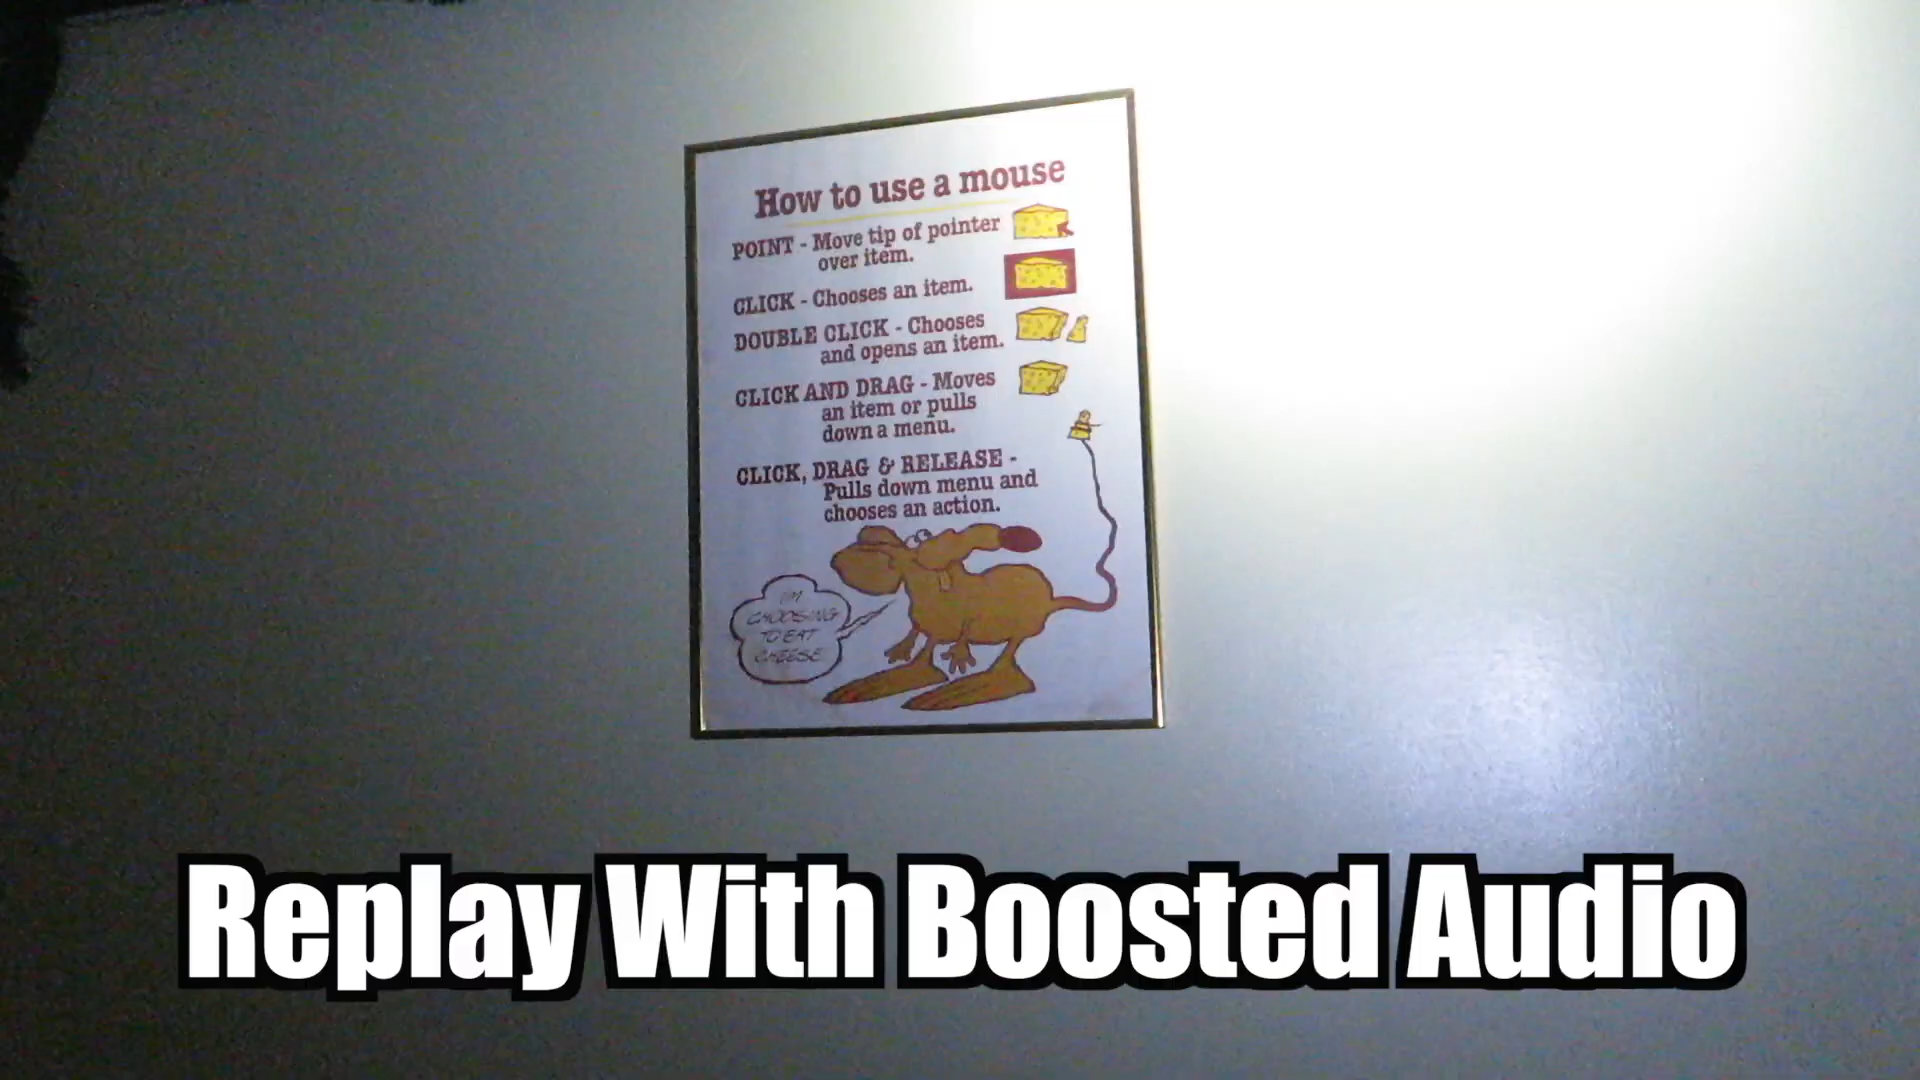 How to use a mouse
POINT - Move tip of pointer
over item.
CLICK - Chooses an item.
DOUBLE CLICK - Chooses
and opens an item.
CLICK AND DRAG - Moves
an item or pulls
down a menu.
CLICK, DRAG & RELEASE -
Pulls down menu and
chooses an action.
I'M
CHOOSING
TO EAT
CHEESE
Replay With Boosted Audio